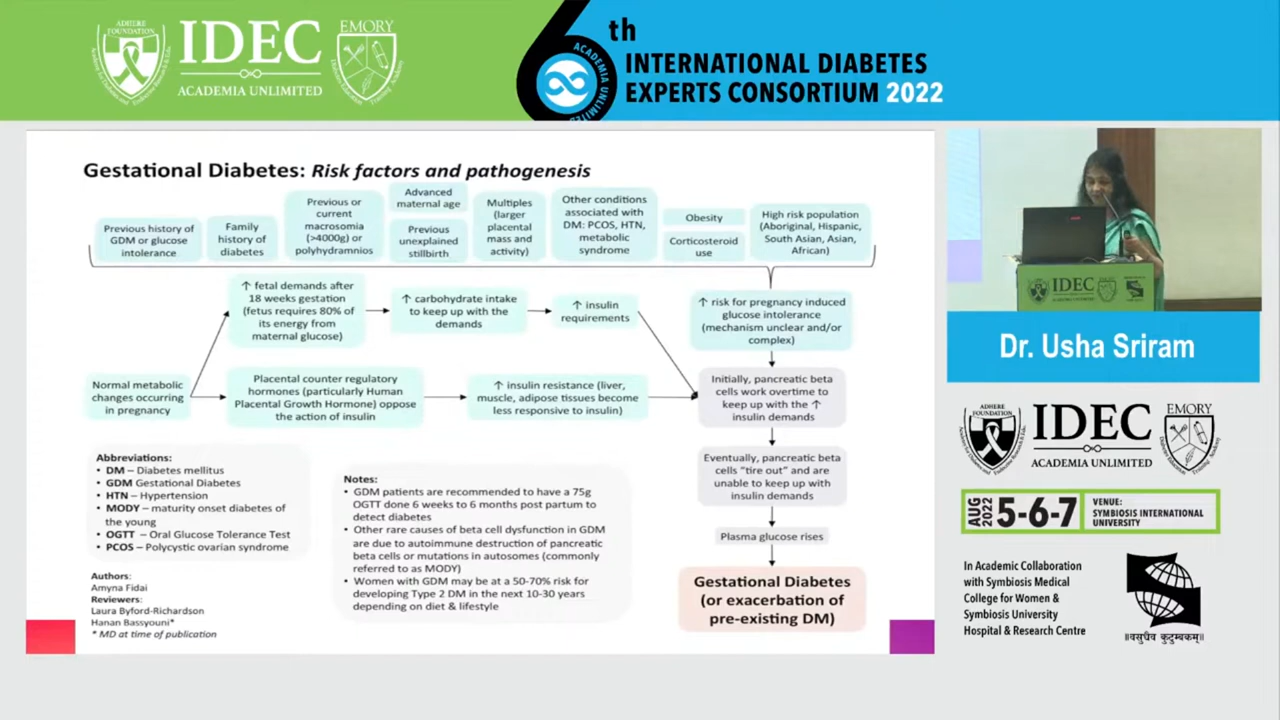 ADHERE
FOUNDATION
IDEC
ACADEMIA UNLIMITED
EMORY
6th
ACADEMIA UNLIMITED
INTERNATIONAL DIABETES
EXPERTS CONSORTIUM 2022
Gestational Diabetes: Risk factors and pathogenesis
Previous history of
GDM or glucose
intolerance
Family
history of
diabetes
Previous or
current
macrosomia
(>4000g) or
polyhydramnios
Advanced
maternal age
Previous
unexplained
stillbirth
Multiples
(larger
placental
mass and
activity)
Other conditions
associated with
DM: PCOS, HTN,
metabolic
syndrome
Obesity
Corticosteroid
use
High risk population
(Aboriginal, Hispanic,
South Asian, Asian,
African)
↑ fetal demands after
18 weeks gestation
(fetus requires 80% of
its energy from
maternal glucose)
↑ carbohydrate intake
to keep up with the
demands
↑ insulin
requirements
↑ risk for pregnancy induced
glucose intolerance
(mechanism unclear and/or
complex)
Normal metabolic
changes occurring
in pregnancy
Placental counter regulatory
hormones (particularly Human
Placental Growth Hormone) oppose
the action of insulin
↑ insulin resistance (liver,
muscle, adipose tissues become
less responsive to insulin)
Initially, pancreatic beta
cells work overtime to
keep up with the ↑
insulin demands
Eventually, pancreatic beta
cells "tire out" and are
unable to keep up with
insulin demands
Plasma glucose rises
Gestational Diabetes
(or exacerbation of
pre-existing DM)
Abbreviations:
• DM – Diabetes mellitus
• GDM Gestational Diabetes
• HTN – Hypertension
• MODY – maturity onset diabetes of
the young
• OGTT – Oral Glucose Tolerance Test
• PCOS – Polycystic ovarian syndrome
Notes:
• GDM patients are recommended to have a 75g
OGTT done 6 weeks to 6 months post partum to
detect diabetes
• Other rare causes of beta cell dysfunction in GDM
are due to autoimmune destruction of pancreatic
beta cells or mutations in autosomes (commonly
referred to as MODY)
• Women with GDM may be at a 50-70% risk for
developing Type 2 DM in the next 10-30 years
depending on diet & lifestyle
Authors:
Amyna Fidai
Reviewers:
Laura Byford-Richardson
Hanan Bassyouni*
* MD at time of publication
IDEC
Dr. Usha Sriram
ADHERE
FOUNDATION
IDEC
ACADEMIA UNLIMITED
EMORY
AUG
2022
5-6-7
VENUE:
SYMBIOSIS INTERNATIONAL
UNIVERSITY
In Academic Collaboration
with Symbiosis Medical
College for Women &
Symbiosis University
Hospital & Research Centre
॥वसुधैव कुटुम्बकम्॥